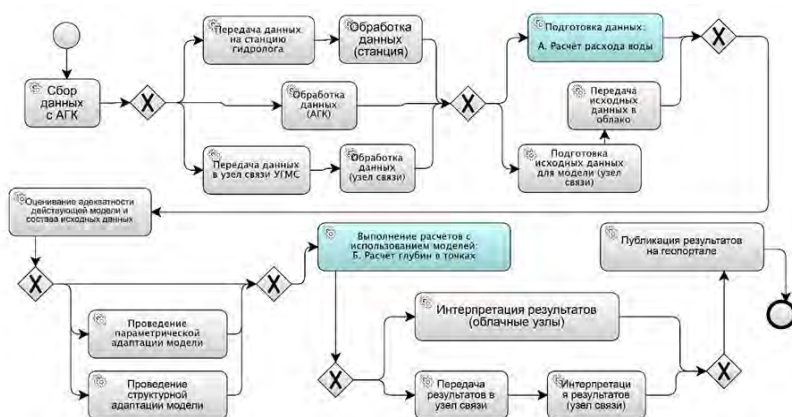 Сбор
данных
с АГК
X
Передача данных
на станцию
гидролога
Обработка
данных
(станция)
Обработка
данных
(АГК)
Передача данных
в узел связи УГМС
Обработка
данных
(узел связи)
X
Подготовка данных:
А. Расчёт расхода воды
Передача
исходных
данных в
облако
Подготовка
исходных данных
для модели (узел
связи)
X
Оценивание адекватности
действующей модели и
состава исходных данных
X
Проведение
параметрической
адаптации модели
Проведение
структурной
адаптации модели
X
Выполнение расчетов с
использованием моделей:
Б. Расчёт глубин в точках
X
Интерпретация результатов
(облачные узлы)
Передача
результатов в
узел связи
Интерпретаци
я результатов
(узел связи)
X
Публикация результатов
на геопортале